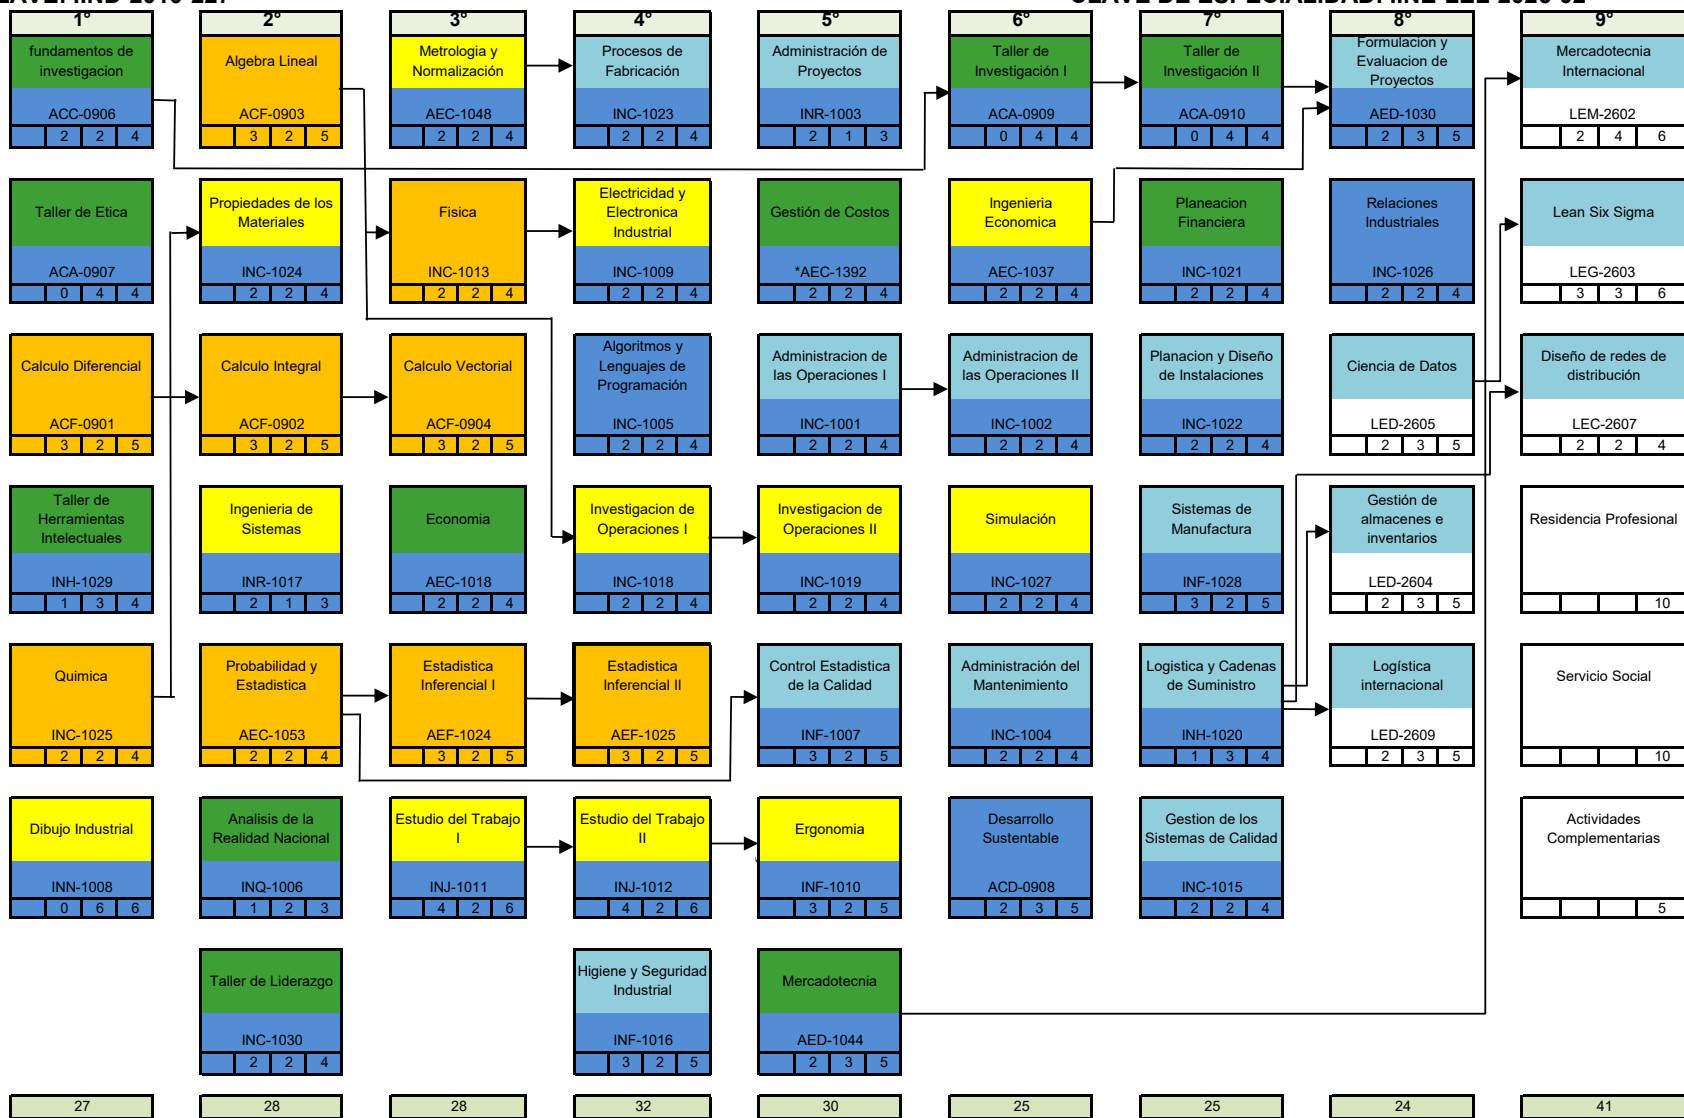 1° 2° 3° 4° 5° 6° 7° 8° 9°
fundamentos de
investigacion
ACC-0906
2 2 4
Algebra Lineal
ACF-0903
3 2 5
Metrologia y
Normalización
AEC-1048
2 2 4
Procesos de
Fabricación
INC-1023
2 2 4
Administración de
Proyectos
INR-1003
2 1 3
Taller de
Investigación I
ACA-0909
0 4 4
Taller de
Investigación II
ACA-0910
0 4 4
Formulacion y
Evaluacion de
Proyectos
AED-1030
2 3 5
Mercadotecnia
Internacional
LEM-2602
2 4 6
Taller de Etica
ACA-0907
0 4 4
Propiedades de los
Materiales
INC-1024
2 2 4
Fisica
INC-1013
2 2 4
Electricidad y
Electronica
Industrial
INC-1009
2 2 4
Gestión de Costos
*AEC-1392
2 2 4
Ingenieria
Economica
AEC-1037
2 2 4
Planeacion
Financiera
INC-1021
2 2 4
Relaciones
Industriales
INC-1026
2 2 4
Lean Six Sigma
LEG-2603
3 3 6
Calculo Diferencial
ACF-0901
3 2 5
Calculo Integral
ACF-0902
3 2 5
Calculo Vectorial
ACF-0904
3 2 5
Algoritmos y
Lenguajes de
Programación
INC-1005
2 2 4
Administracion de
las Operaciones I
INC-1001
2 2 4
Administracion de
las Operaciones II
INC-1002
2 2 4
Planacion y Diseño
de Instalaciones
INC-1022
2 2 4
Ciencia de Datos
LED-2605
2 3 5
Diseño de redes de
distribución
LEC-2607
2 2 4
Taller de
Herramientas
Intelectuales
INH-1029
1 3 4
Ingenieria de
Sistemas
INR-1017
2 1 3
Economia
AEC-1018
2 2 4
Investigacion de
Operaciones I
INC-1018
2 2 4
Investigacion de
Operaciones II
INC-1019
2 2 4
Simulación
INC-1027
2 2 4
Sistemas de
Manufactura
INF-1028
3 2 5
Gestión de
almacenes e
inventarios
LED-2604
2 3 5
Residencia Profesional
10
Quimica
INC-1025
2 2 4
Probabilidad y
Estadistica
AEC-1053
2 2 4
Estadistica
Inferencial I
AEF-1024
3 2 5
Estadistica
Inferencial II
AEF-1025
3 2 5
Control Estadistica
de la Calidad
INF-1007
3 2 5
Administración del
Mantenimiento
INC-1004
2 2 4
Logistica y Cadenas
de Suministro
INH-1020
1 3 4
Logística
internacional
LED-2609
2 3 5
Servicio Social
10
Dibujo Industrial
INN-1008
0 6 6
Analisis de la
Realidad Nacional
INQ-1006
1 2 3
Estudio del Trabajo
I
INJ-1011
4 2 6
Estudio del Trabajo
II
INJ-1012
4 2 6
Ergonomia
INF-1010
3 2 5
Desarrollo
Sustentable
ACD-0908
2 3 5
Gestion de los
Sistemas de Calidad
INC-1015
2 2 4
Actividades
Complementarias
5
Taller de Liderazgo
INC-1030
2 2 4
Higiene y Seguridad
Industrial
INF-1016
3 2 5
Mercadotecnia
AED-1044
2 3 5
27 28 28 32 30 25 25 24 41